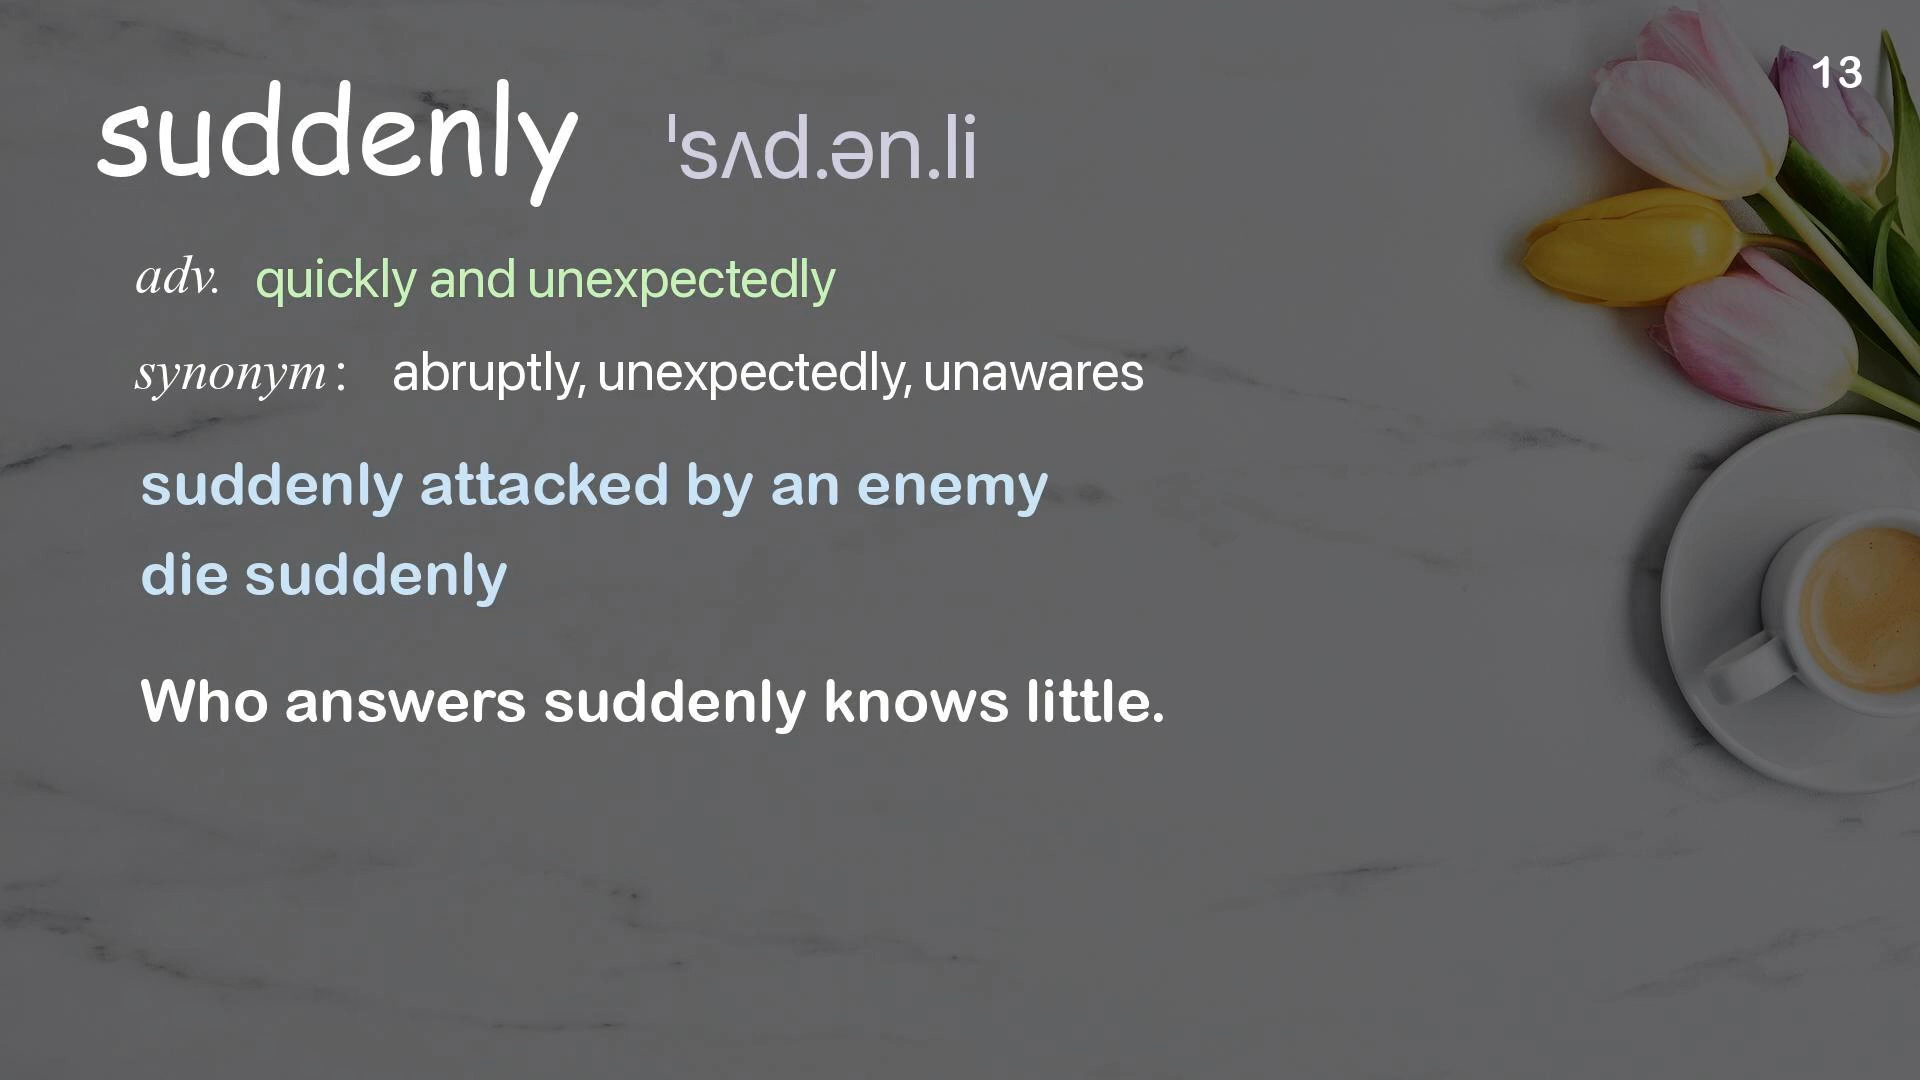 13
suddenly ˈsʌd.ən.li
adv. quickly and unexpectedly
synonym : abruptly, unexpectedly, unawares
suddenly attacked by an enemy
die suddenly
Who answers suddenly knows little.